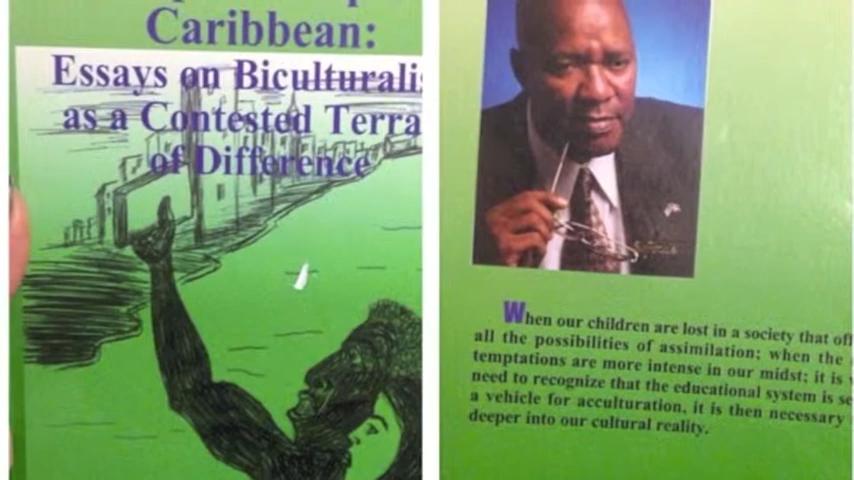 Caribbean:
Essays on Biculturalis
as a Contested Terra
of Difference
When our children are lost in a society that off
all the possibilities of assimilation; when the
temptations are more intense in our midst; it is
need to recognize that the educational system is se
a vehicle for acculturation, it is then necessary
deeper into our cultural reality.